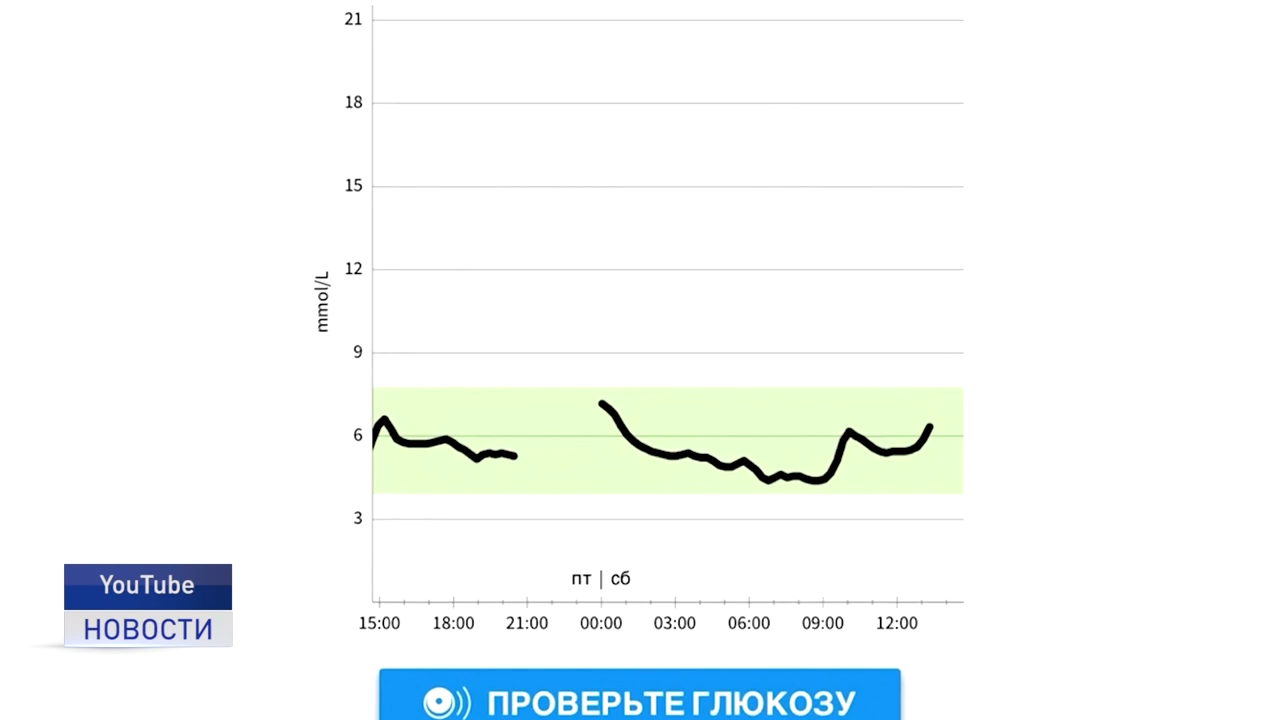 21
18
15
12
9
6
3
mmol/L
пт | сб
15:00 18:00 21:00 00:00 03:00 06:00 09:00 12:00
YouTube
НОВОСТИ
ПРОВЕРЬТЕ ГЛЮКОЗУ